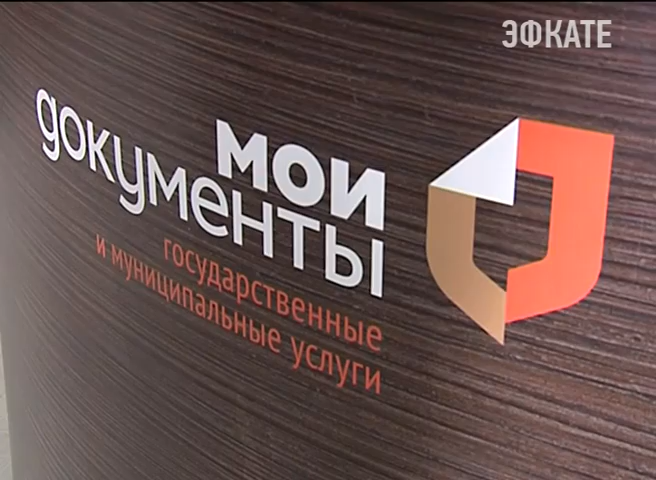 ЭФКАТЕ
мои
документы
государственные
и муниципальные услуги